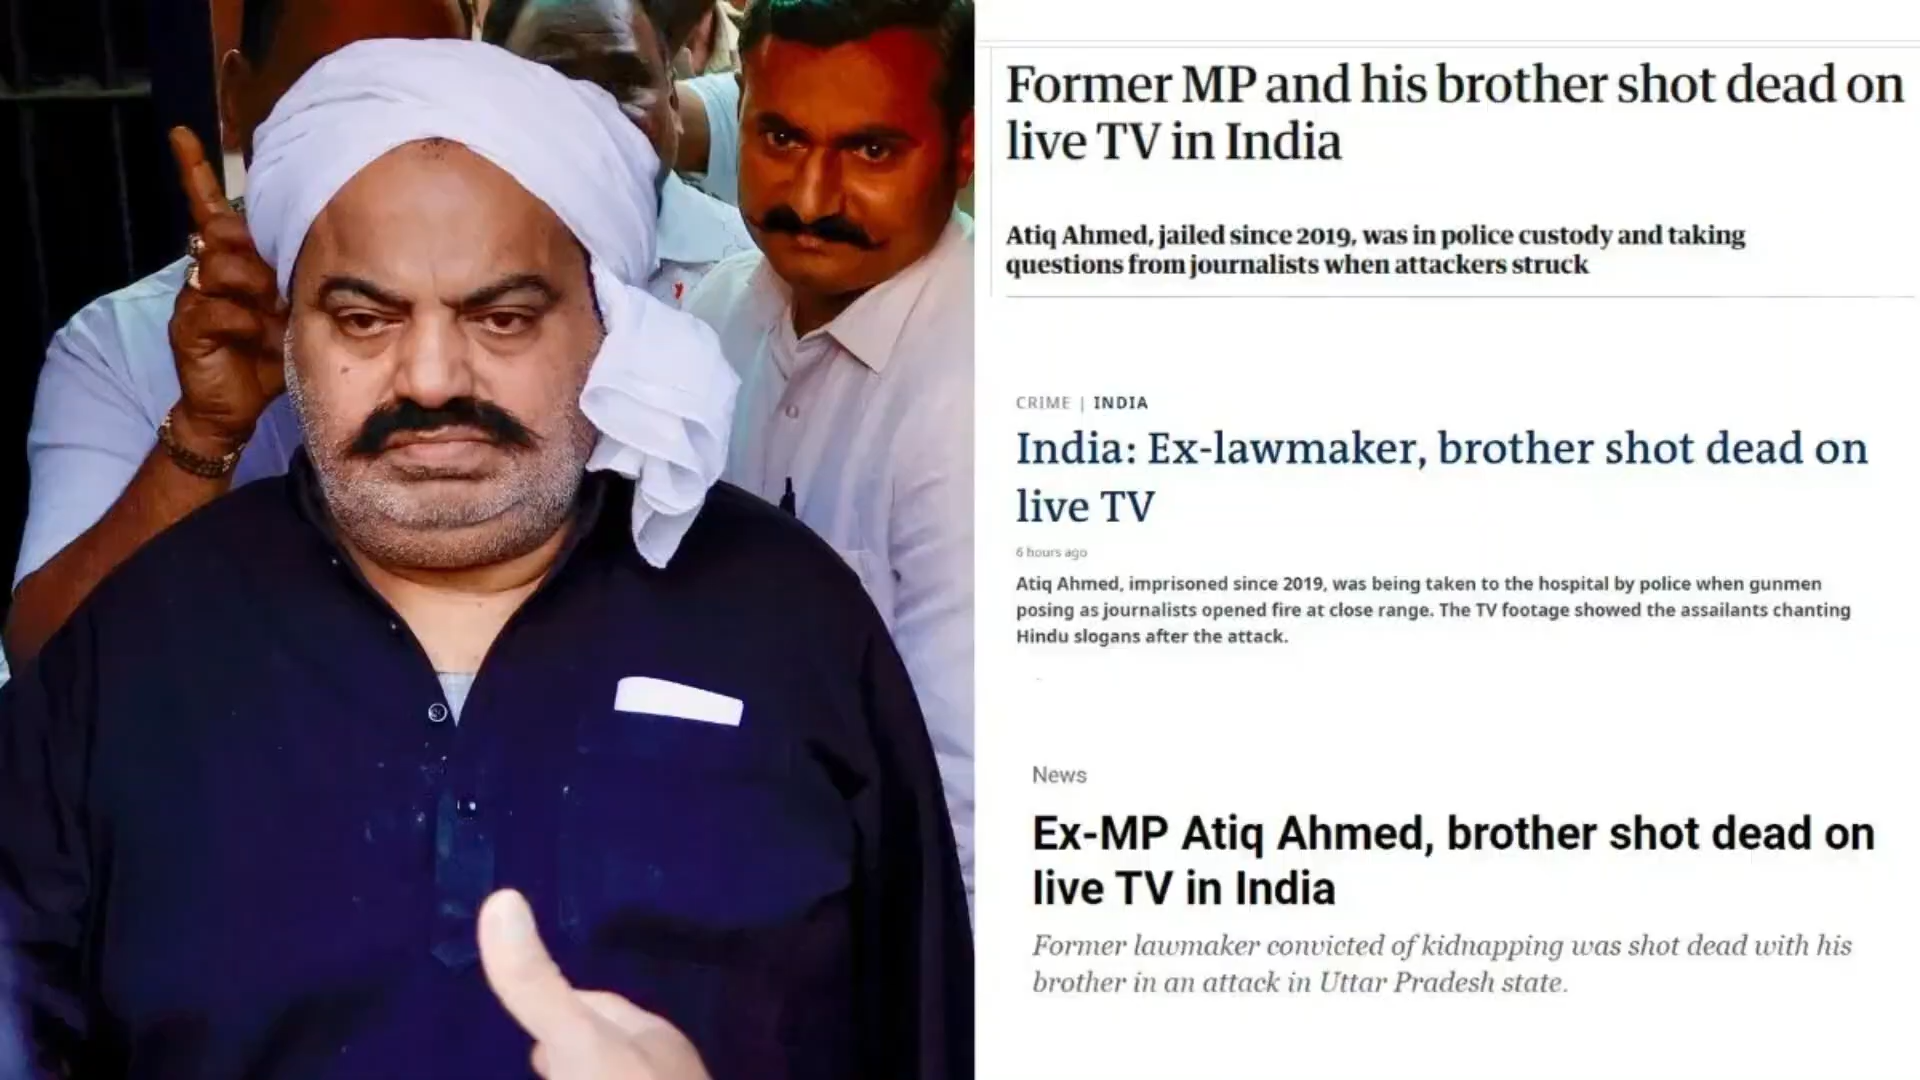 Former MP and his brother shot dead on
live TV in India
Atiq Ahmed, jailed since 2019, was in police custody and taking
questions from journalists when attackers struck
CRIME | INDIA
India: Ex-lawmaker, brother shot dead on
live TV
6 hours ago
Atiq Ahmed, imprisoned since 2019, was being taken to the hospital by police when gunmen
posing as journalists opened fire at close range. The TV footage showed the assailants chanting
Hindu slogans after the attack.
News
Ex-MP Atiq Ahmed, brother shot dead on
live TV in India
Former lawmaker convicted of kidnapping was shot dead with his
brother in an attack in Uttar Pradesh state.